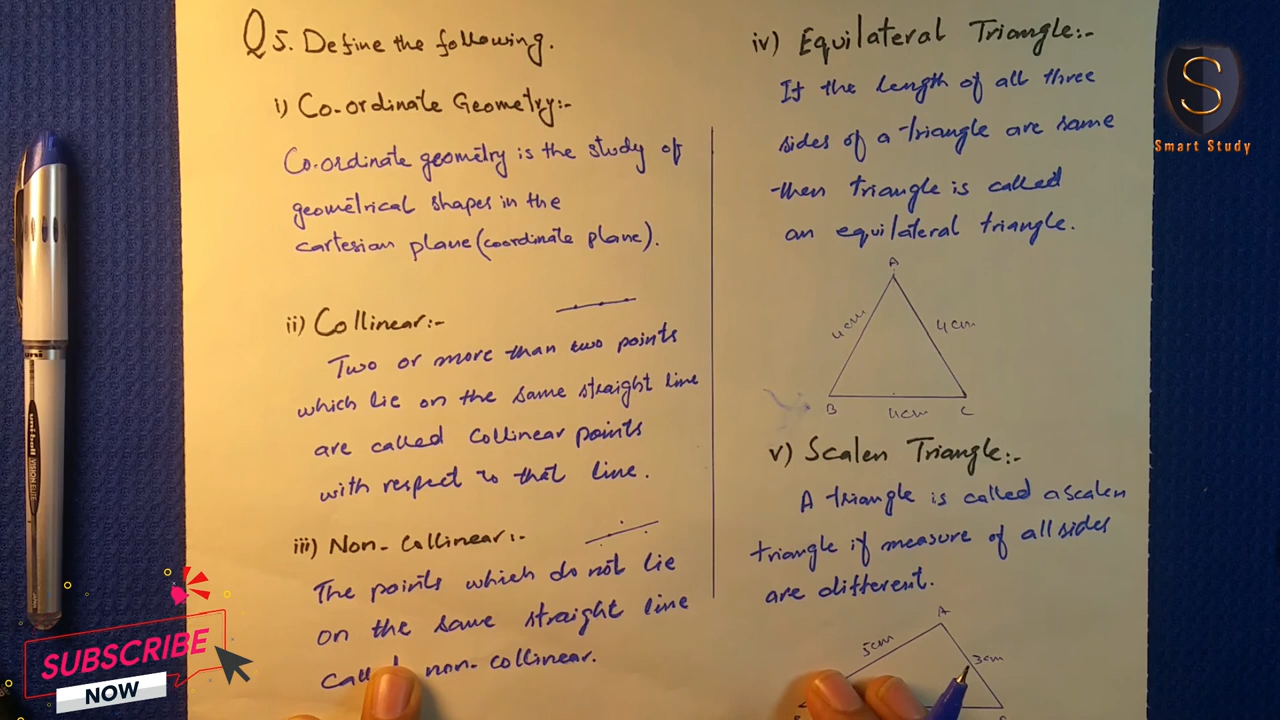 Q5. Define the following.
i) Co-ordinate Geometry:-
Co-ordinate geometry is the study of
geometrical shapes in the
cartesian plane (coordinate plane).
ii) Collinear:-
Two or more than two points
which lie on the same straight line
are called collinear points
with respect to that line.
iii) Non-Collinear:-
The points which do not lie
on the same straight line
call non-collinear.
iv) Equilateral Triangle:-
If the length of all three
sides of a triangle are same
then triangle is called
an equilateral triangle.
A
4cm
4cm
B
4cm
C
v) Scalen Triangle:-
A triangle is called a scalen
triangle if measure of all sides
are different.
A
5cm
3cm
S
Smart Study
uni
uniball
VISION ELITE
SUBSCRIBE
NOW